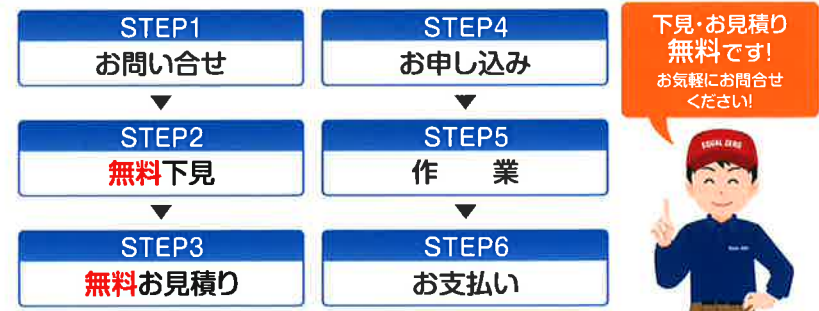 STEP1
お問い合せ
STEP2
無料下見
STEP3
無料お見積り
STEP4
お申し込み
STEP5
作 業
STEP6
お支払い
下見・お見積り
無料です!
お気軽にお問合せ
ください!
EQUAL ZERO